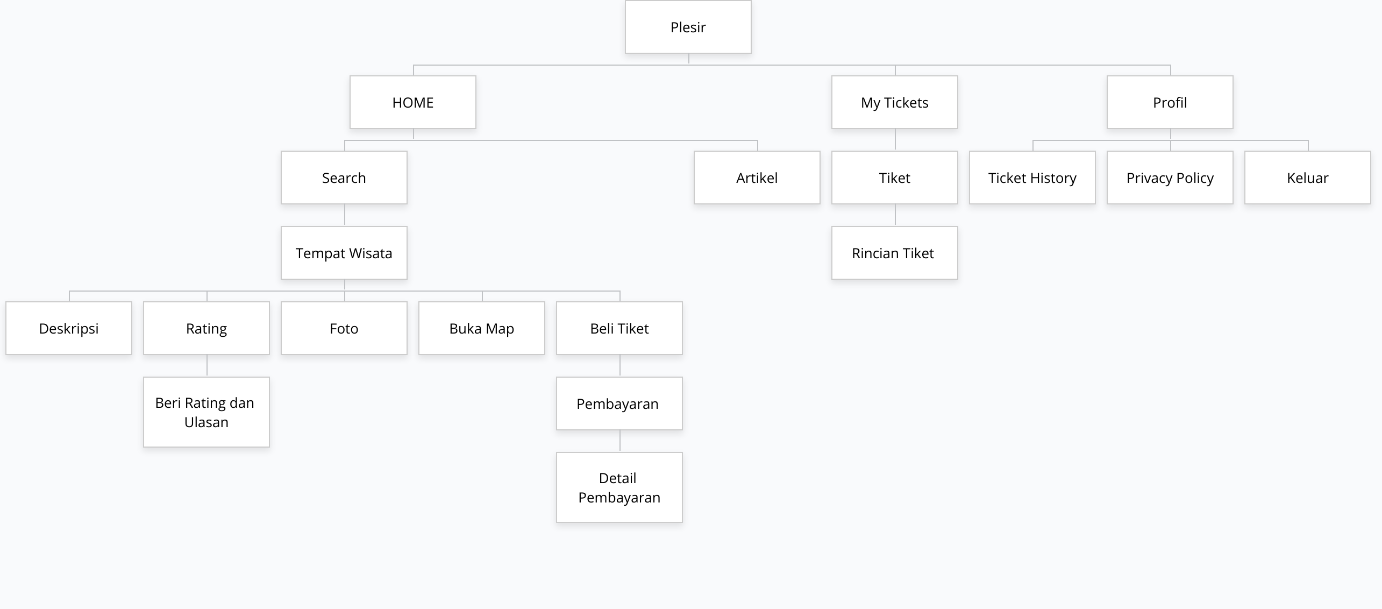 Plesir
HOME
My Tickets
Profil
Search
Artikel
Tiket
Ticket History
Privacy Policy
Keluar
Tempat Wisata
Rincian Tiket
Deskripsi
Rating
Foto
Buka Map
Beli Tiket
Beri Rating dan
Ulasan
Pembayaran
Detail
Pembayaran